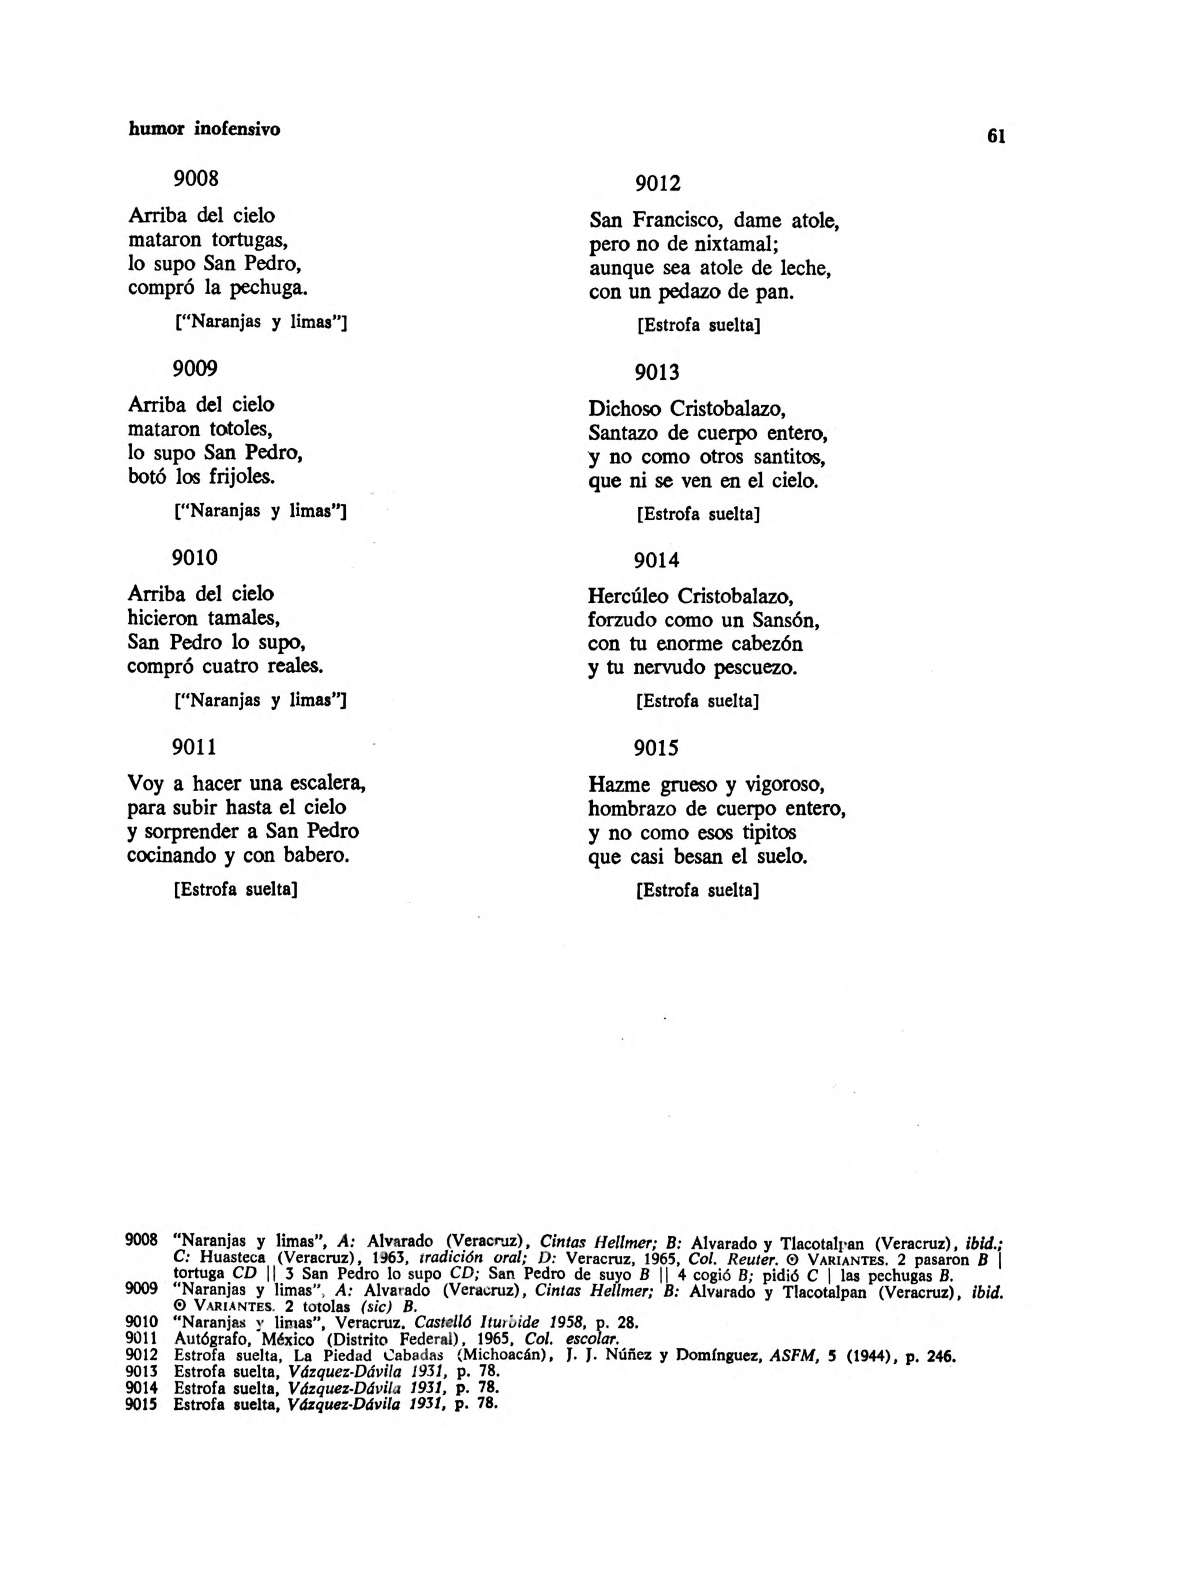 humor inofensivo
61
9008
Arriba del cielo
mataron tortugas,
lo supo San Pedro,
compró la pechuga.
["Naranjas y limas"]
9009
Arriba del cielo
mataron totoles,
lo supo San Pedro,
botó los frijoles.
["Naranjas y limas"]
9010
Arriba del cielo
hicieron tamales,
San Pedro lo supo,
compró cuatro reales.
["Naranjas y limas"]
9011
Voy a hacer una escalera,
para subir hasta el cielo
y sorprender a San Pedro
cocinando y con babero.
[Estrofa suelta]
9012
San Francisco, dame atole,
pero no de nixtamal;
aunque sea atole de leche,
con un pedazo de pan.
[Estrofa suelta]
9013
Dichoso Cristobalazo,
Santazo de cuerpo entero,
y no como otros santitos,
que ni se ven en el cielo.
[Estrofa suelta]
9014
Hercúleo Cristobalazo,
forzudo como un Sansón,
con tu enorme cabezón
y tu nervudo pescuezo.
[Estrofa suelta]
9015
Hazme grueso y vigoroso,
hombrazo de cuerpo entero,
y no como esos tipitos
que casi besan el suelo.
[Estrofa suelta]
9008 "Naranjas y limas", A: Alvarado (Veracruz), Cintas Hellmer; B: Alvarado y Tlacotalpan (Veracruz), ibid.;
C: Huasteca (Veracruz), 1963, tradición oral; D: Veracruz, 1965, Col. Reuter. ⊙ VARIANTES. 2 pasaron B |
tortuga CD || 3 San Pedro lo supo CD; San Pedro de suyo B || 4 cogió B; pidió C | las pechugas B.
9009 "Naranjas y limas", A: Alvarado (Veracruz), Cintas Hellmer; B: Alvarado y Tlacotalpan (Veracruz), ibid.
⊙ VARIANTES. 2 totolas (sic) B.
9010 "Naranjas y limas", Veracruz. Castelló Iturbide 1958, p. 28.
9011 Autógrafo, México (Distrito Federal), 1965, Col. escolar.
9012 Estrofa suelta, La Piedad Cabadas (Michoacán), J. J. Núñez y Domínguez, ASFM, 5 (1944), p. 246.
9013 Estrofa suelta, Vázquez-Dávila 1931, p. 78.
9014 Estrofa suelta, Vázquez-Dávila 1931, p. 78.
9015 Estrofa suelta, Vázquez-Dávila 1931, p. 78.